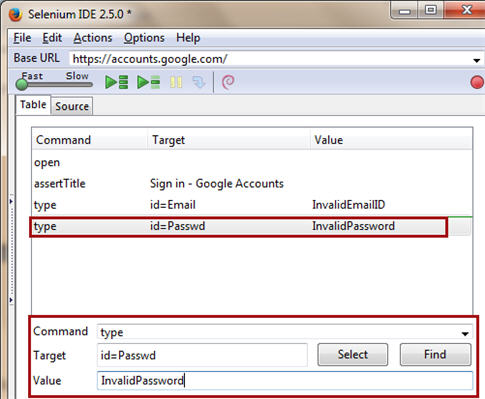 Selenium IDE 2.5.0 *
File Edit Actions Options Help
Base URL https://accounts.google.com/
Fast Slow
Table Source
Command Target Value
open
assertTitle Sign in - Google Accounts
type id=Email InvalidEmailID
type id=Passwd InvalidPassword
Command type
Target id=Passwd Select Find
Value InvalidPassword